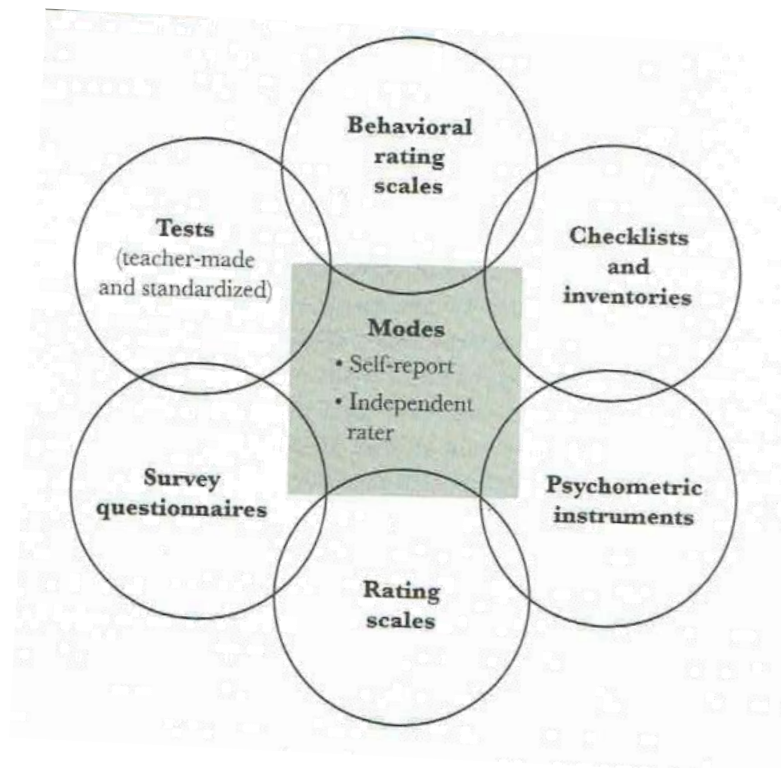 Behavioral
rating
scales
Tests
(teacher-made
and standardized)
Checklists
and
inventories
Modes
• Self-report
• Independent
rater
Survey
questionnaires
Psychometric
instruments
Rating
scales